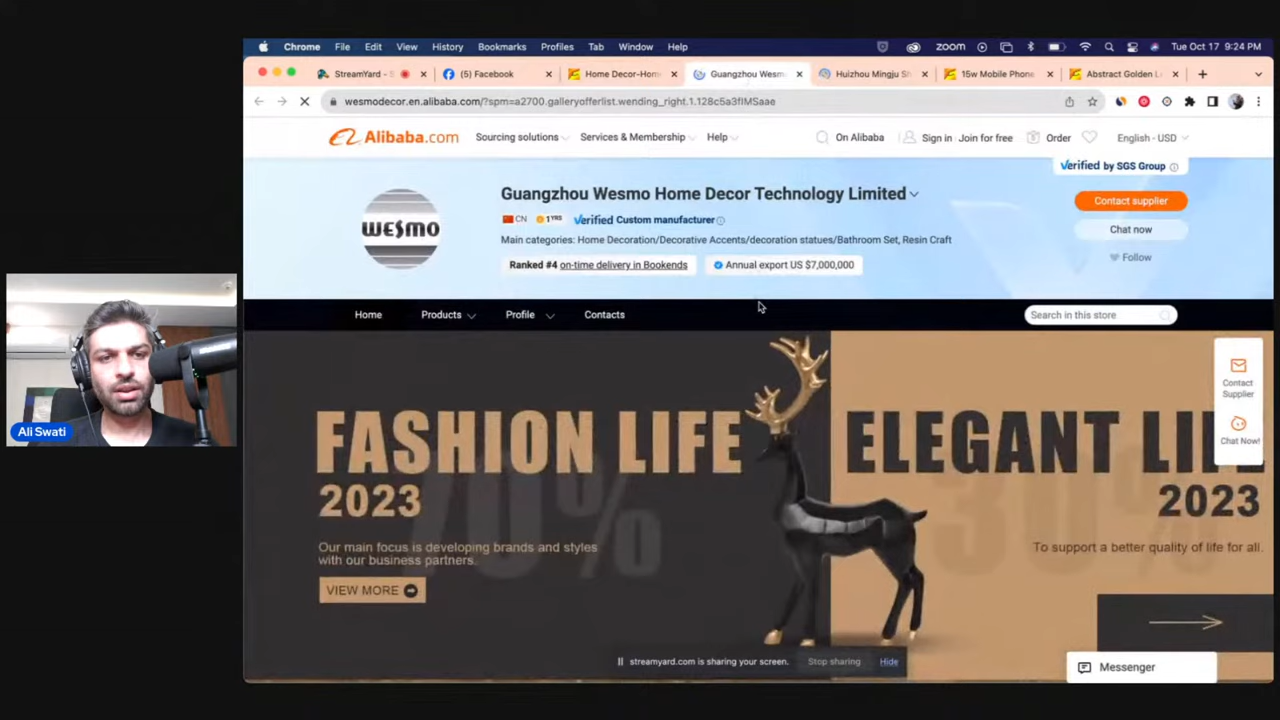 Chrome File Edit View History Bookmarks Profiles Tab Window Help zoom Tue Oct 17 9:24 PM
StreamYard - S (5) Facebook Home Decor-Hom Guangzhou Wesm Huizhou Mingju Sh 15w Mobile Phone Abstract Golden L
wesmodecor.en.alibaba.com/?spm=a2700.galleryofferlist.wending_right.1.128c5a3fIMSaae
Alibaba.com Sourcing solutions Services & Membership Help On Alibaba Sign in Join for free Order English - USD
Verified by SGS Group
Guangzhou Wesmo Home Decor Technology Limited
Contact supplier
WESMO
CN 1YRS Verified Custom manufacturer
Chat now
Main categories: Home Decoration/Decorative Accents/decoration statues/Bathroom Set, Resin Craft
Follow
Ranked #4 on-time delivery in Bookends Annual export US $7,000,000
Home Products Profile Contacts Search in this store
Contact
Supplier
Chat Now!
FASHION LIFE
2023
70%
Our main focus is developing brands and styles
with our business partners.
VIEW MORE
ELEGANT LIFE
2023
30%
To support a better quality of life for all.
Ali Swati
streamyard.com is sharing your screen. Stop sharing Hide
Messenger